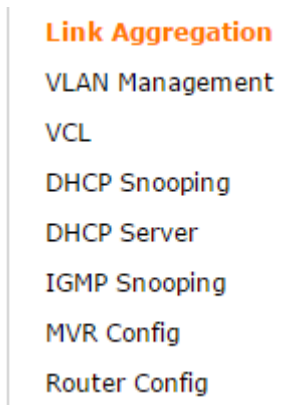 Link Aggregation
VLAN Management
VCL
DHCP Snooping
DHCP Server
IGMP Snooping
MVR Config
Router Config